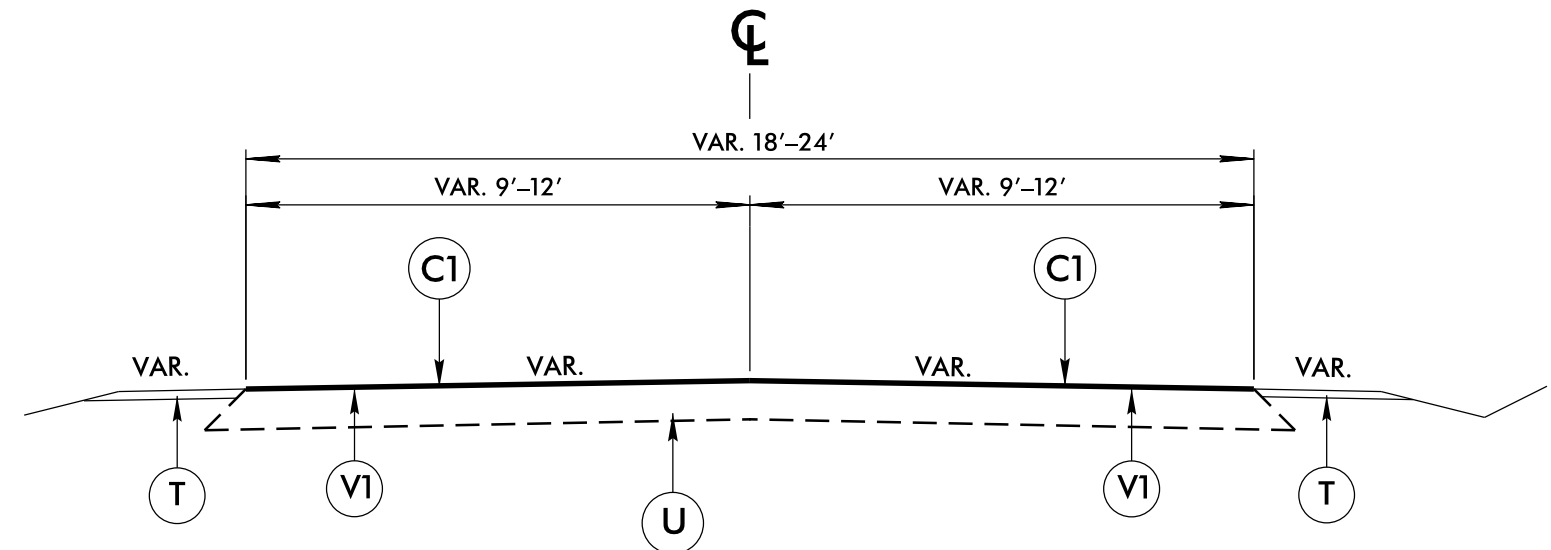 ℄
VAR. 18'–24'
VAR. 9'–12' VAR. 9'–12'
C1 C1
VAR. VAR. VAR. VAR.
T V1 U V1 T